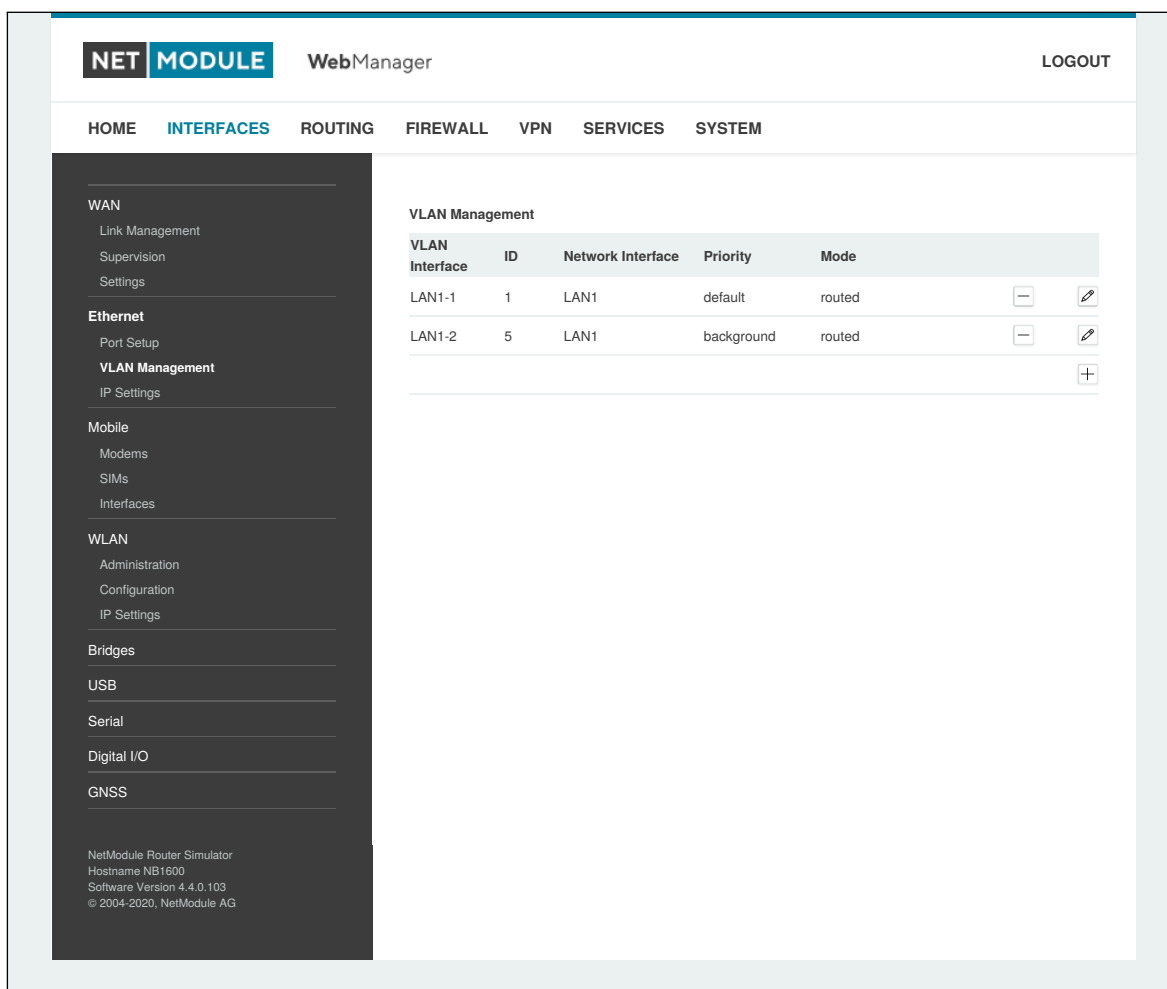 NET MODULE WebManager LOGOUT
HOME INTERFACES ROUTING FIREWALL VPN SERVICES SYSTEM
WAN
Link Management
Supervision
Settings
Ethernet
Port Setup
VLAN Management
IP Settings
Mobile
Modems
SIMs
Interfaces
WLAN
Administration
Configuration
IP Settings
Bridges
USB
Serial
Digital I/O
GNSS
NetModule Router Simulator
Hostname NB1600
Software Version 4.4.0.103
© 2004-2020, NetModule AG
VLAN Management
VLAN Interface ID Network Interface Priority Mode
LAN1-1 1 LAN1 default routed
LAN1-2 5 LAN1 background routed